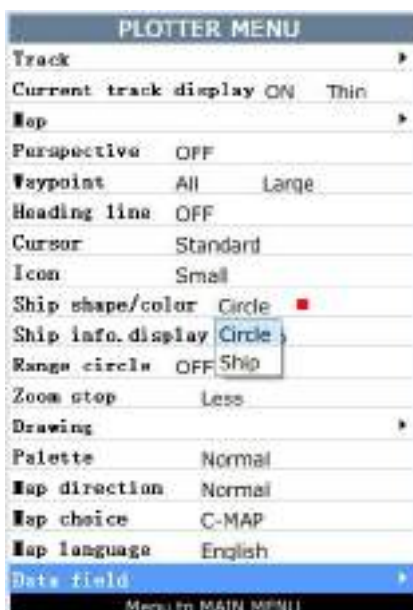 PLOTTER MENU
Track
Current track display ON Thin
Map
Perspective OFF
Waypoint All Large
Heading line OFF
Cursor Standard
Icon Small
Ship shape/color Circle
Ship info.display Circle
Range circle OFF Ship
Zoom step Less
Drawing
Palette Normal
Map direction Normal
Map choice C-MAP
Map language English
Data field
Menu to MAIN MENU